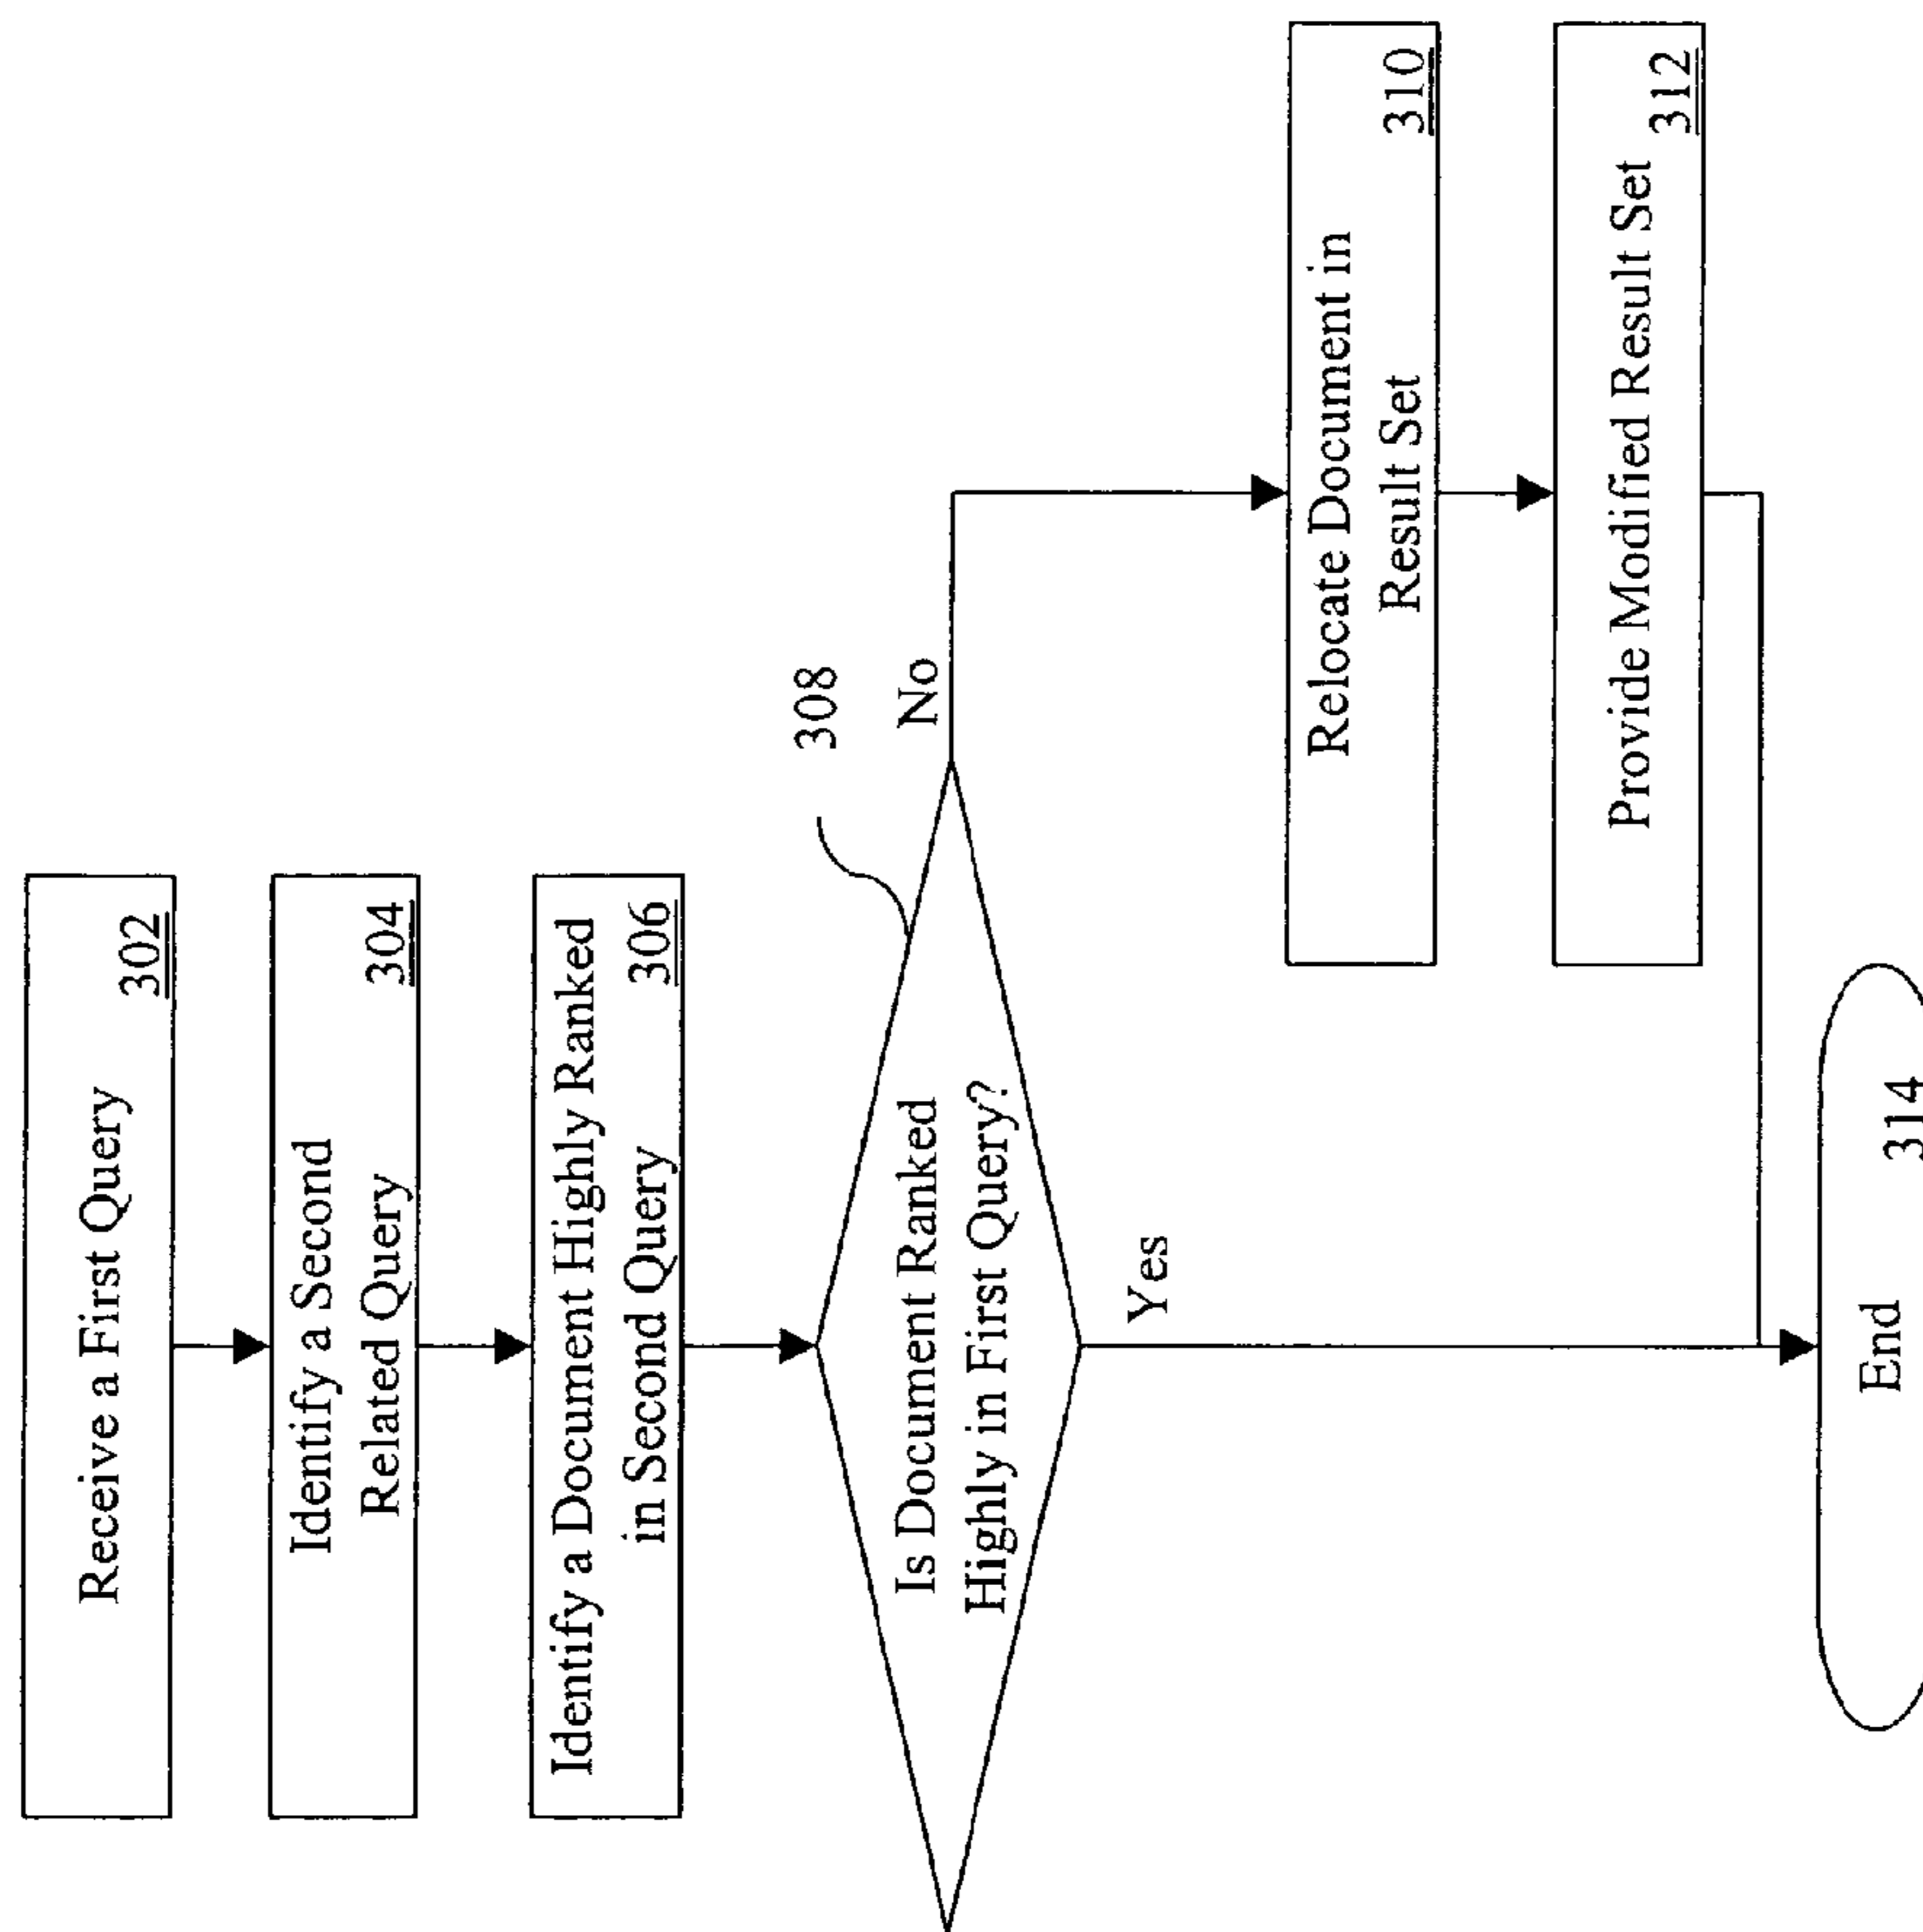 Receive a First Query
302
Identify a Second
Related Query
304
Identify a Document Highly Ranked
in Second Query
306
308
Is Document Ranked
Highly in First Query?
No
Yes
Relocate Document in
Result Set
310
Provide Modified Result Set
312
End
314